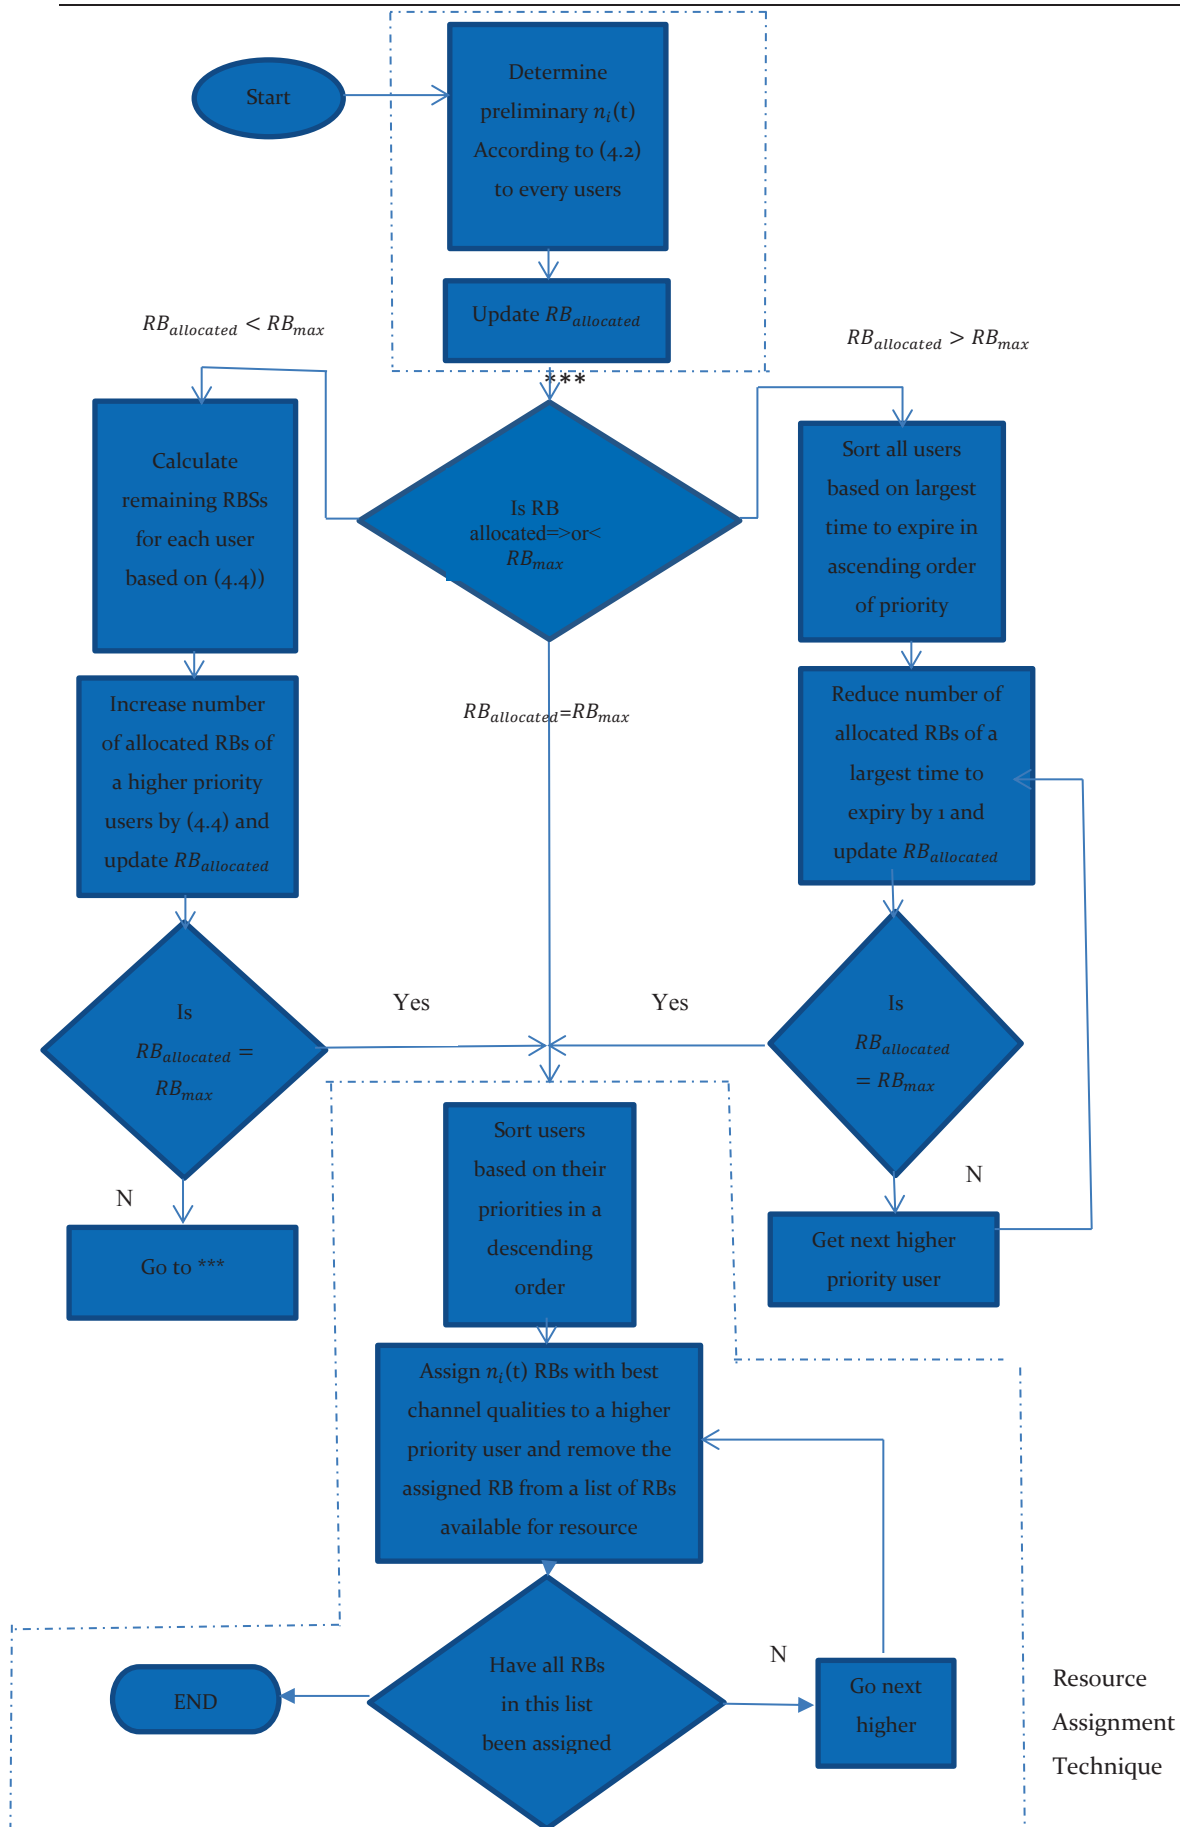 Start
Determine
preliminary n_i(t)
According to (4.2)
to every users
Update RB_allocated
RB_allocated < RB_max
RB_allocated > RB_max
***
Is RB
allocated=>or<
RB_max
Calculate
remaining RBSs
for each user
based on (4.4))
Sort all users
based on largest
time to expire in
ascending order
of priority
Increase number
of allocated RBs of
a higher priority
users by (4.4) and
update RB_allocated
RB_allocated=RB_max
Reduce number of
allocated RBs of a
largest time to
expiry by 1 and
update RB_allocated
Is
RB_allocated =
RB_max
Yes
Yes
Is
RB_allocated
= RB_max
N
Go to ***
N
Get next higher
priority user
Sort users
based on their
priorities in a
descending
order
Assign n_i(t) RBs with best
channel qualities to a higher
priority user and remove the
assigned RB from a list of RBs
available for resource
Have all RBs
in this list
been assigned
END
N
Go next
higher
Resource
Assignment
Technique